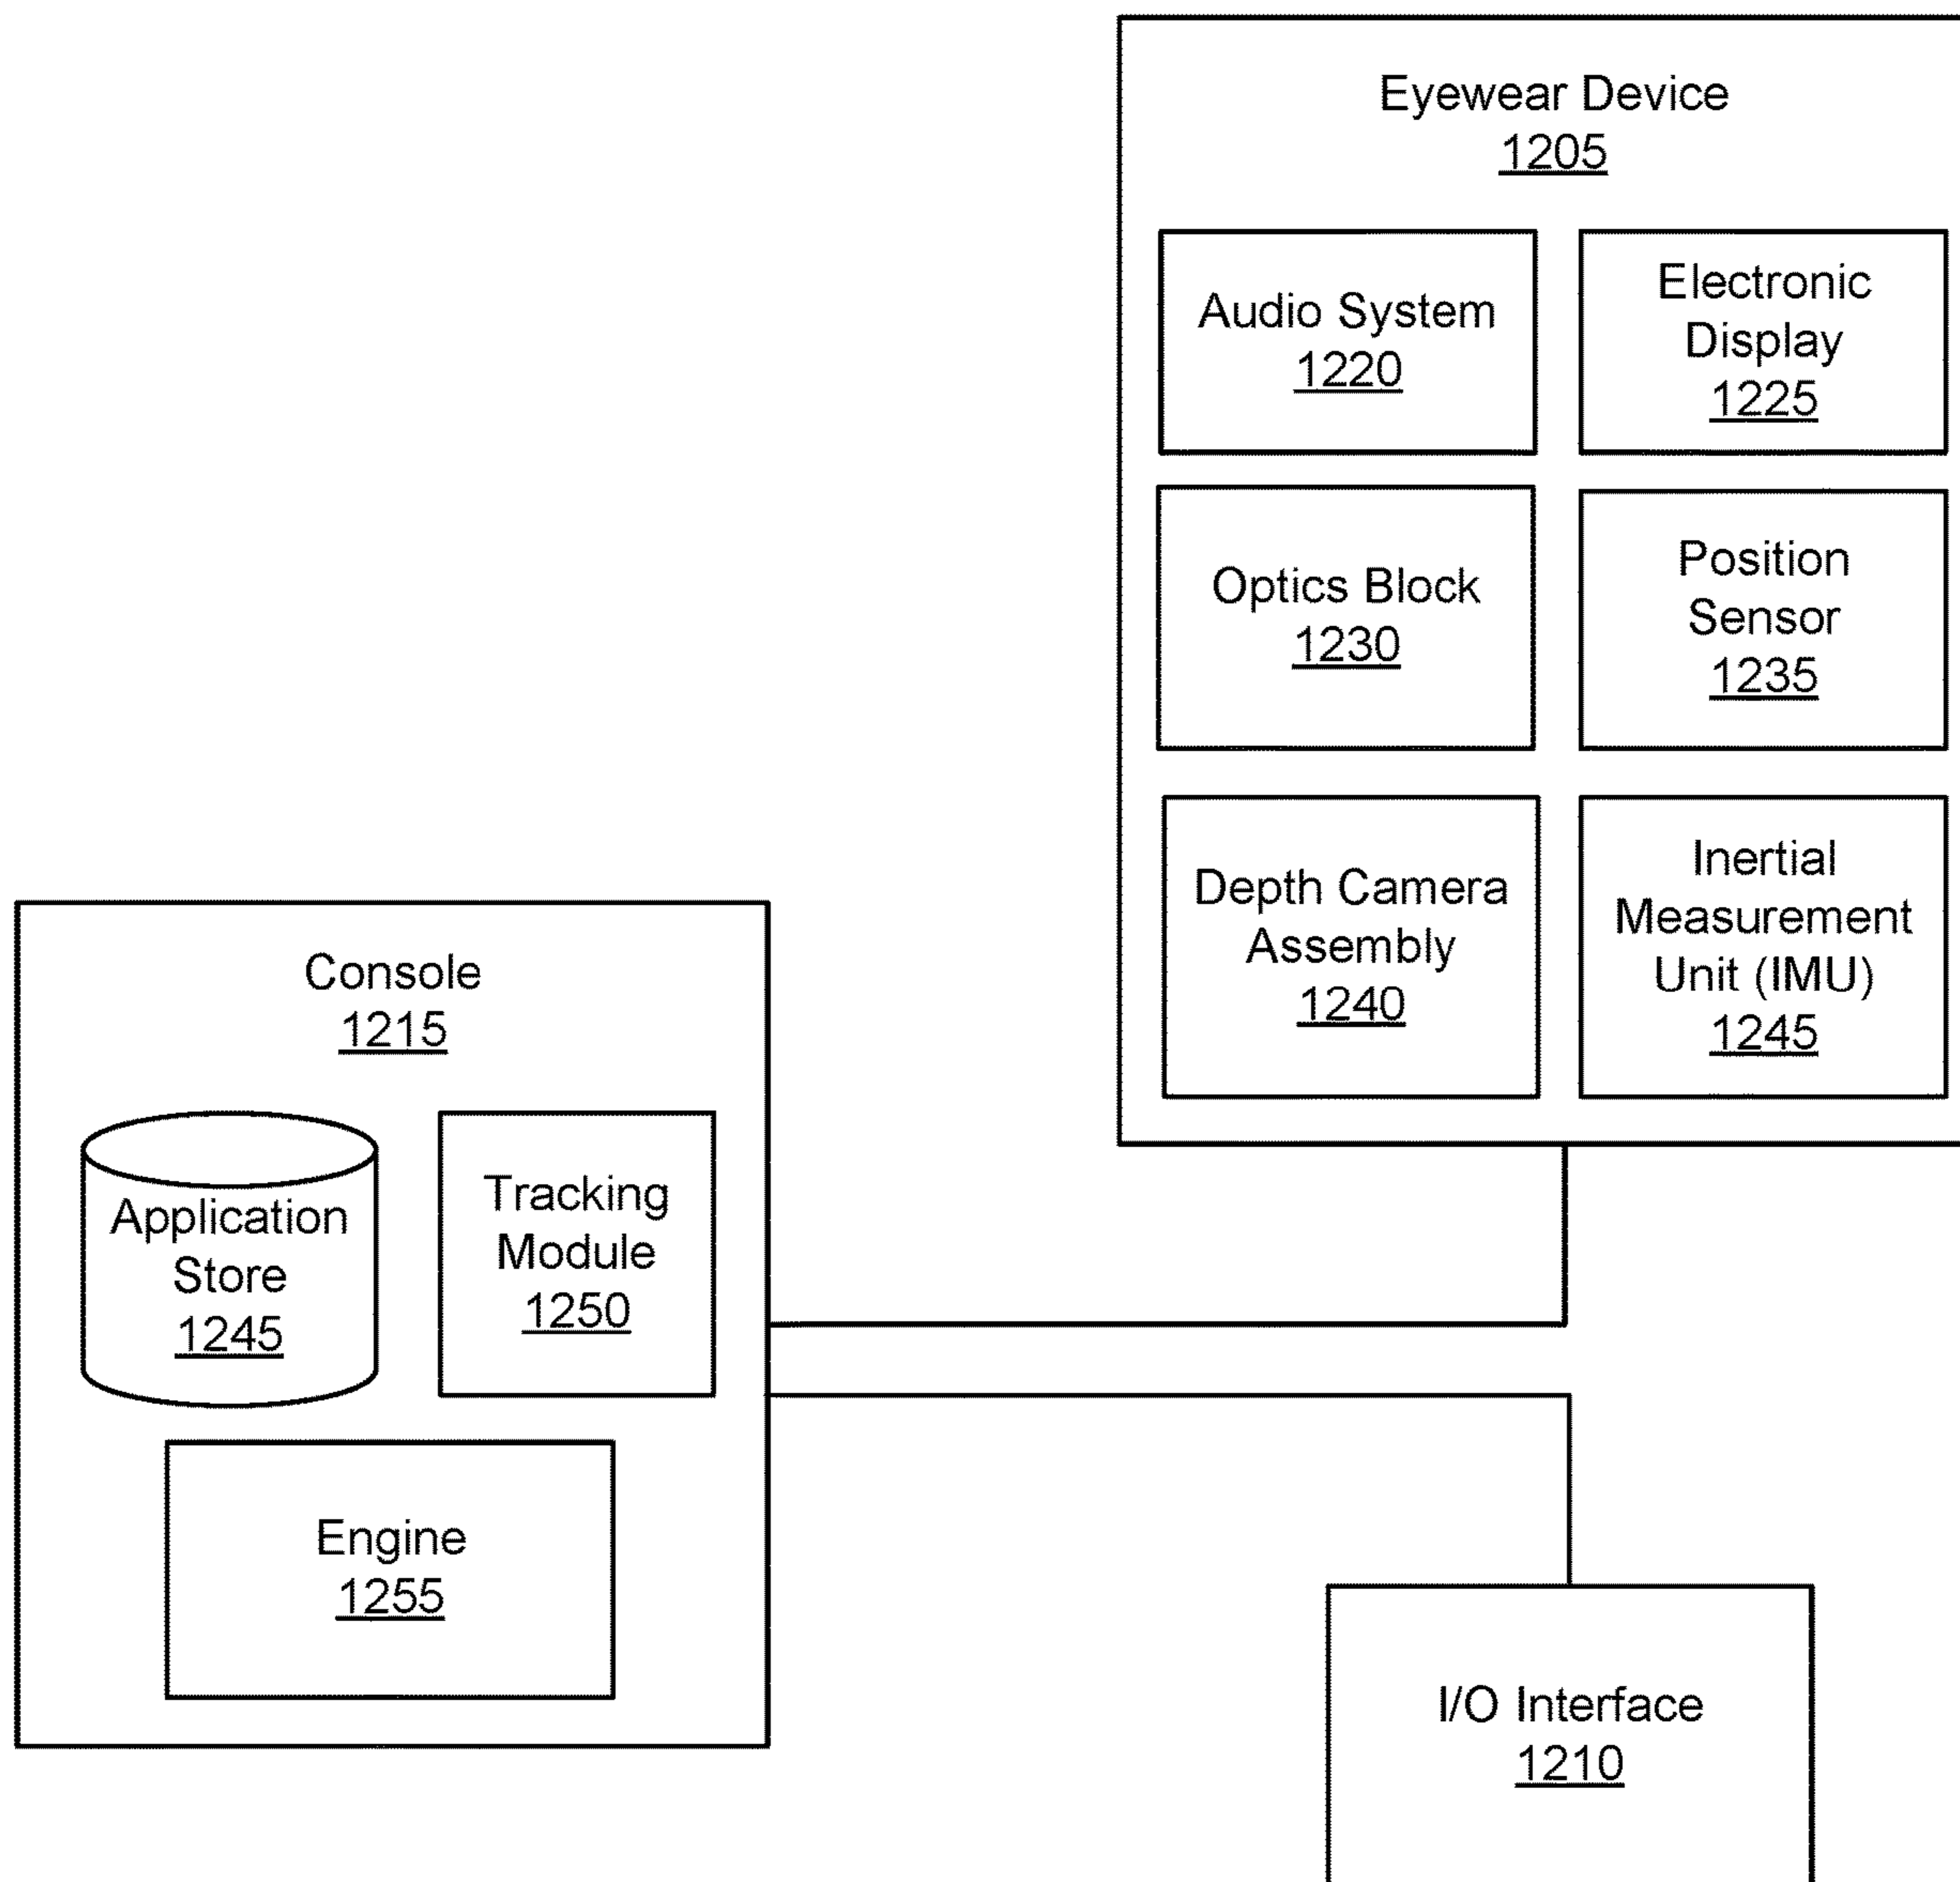 Eyewear Device
1205
Audio System
1220
Electronic
Display
1225
Optics Block
1230
Position
Sensor
1235
Depth Camera
Assembly
1240
Inertial
Measurement
Unit (IMU)
1245
Console
1215
Application
Store
1245
Tracking
Module
1250
Engine
1255
I/O Interface
1210